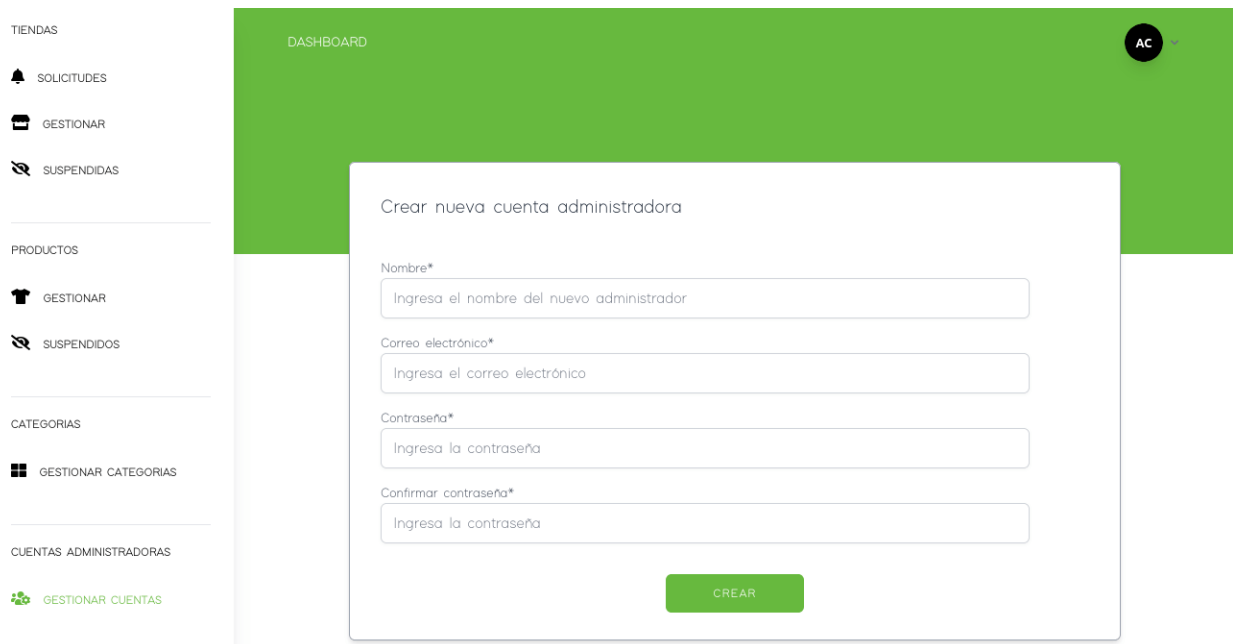 TIENDAS
SOLICITUDES
GESTIONAR
SUSPENDIDAS
PRODUCTOS
GESTIONAR
SUSPENDIDOS
CATEGORIAS
GESTIONAR CATEGORIAS
CUENTAS ADMINISTRADORAS
GESTIONAR CUENTAS
DASHBOARD
AC
Crear nueva cuenta administradora
Nombre*
Ingresa el nombre del nuevo administrador
Correo electrónico*
Ingresa el correo electrónico
Contraseña*
Ingresa la contraseña
Confirmar contraseña*
Ingresa la contraseña
CREAR